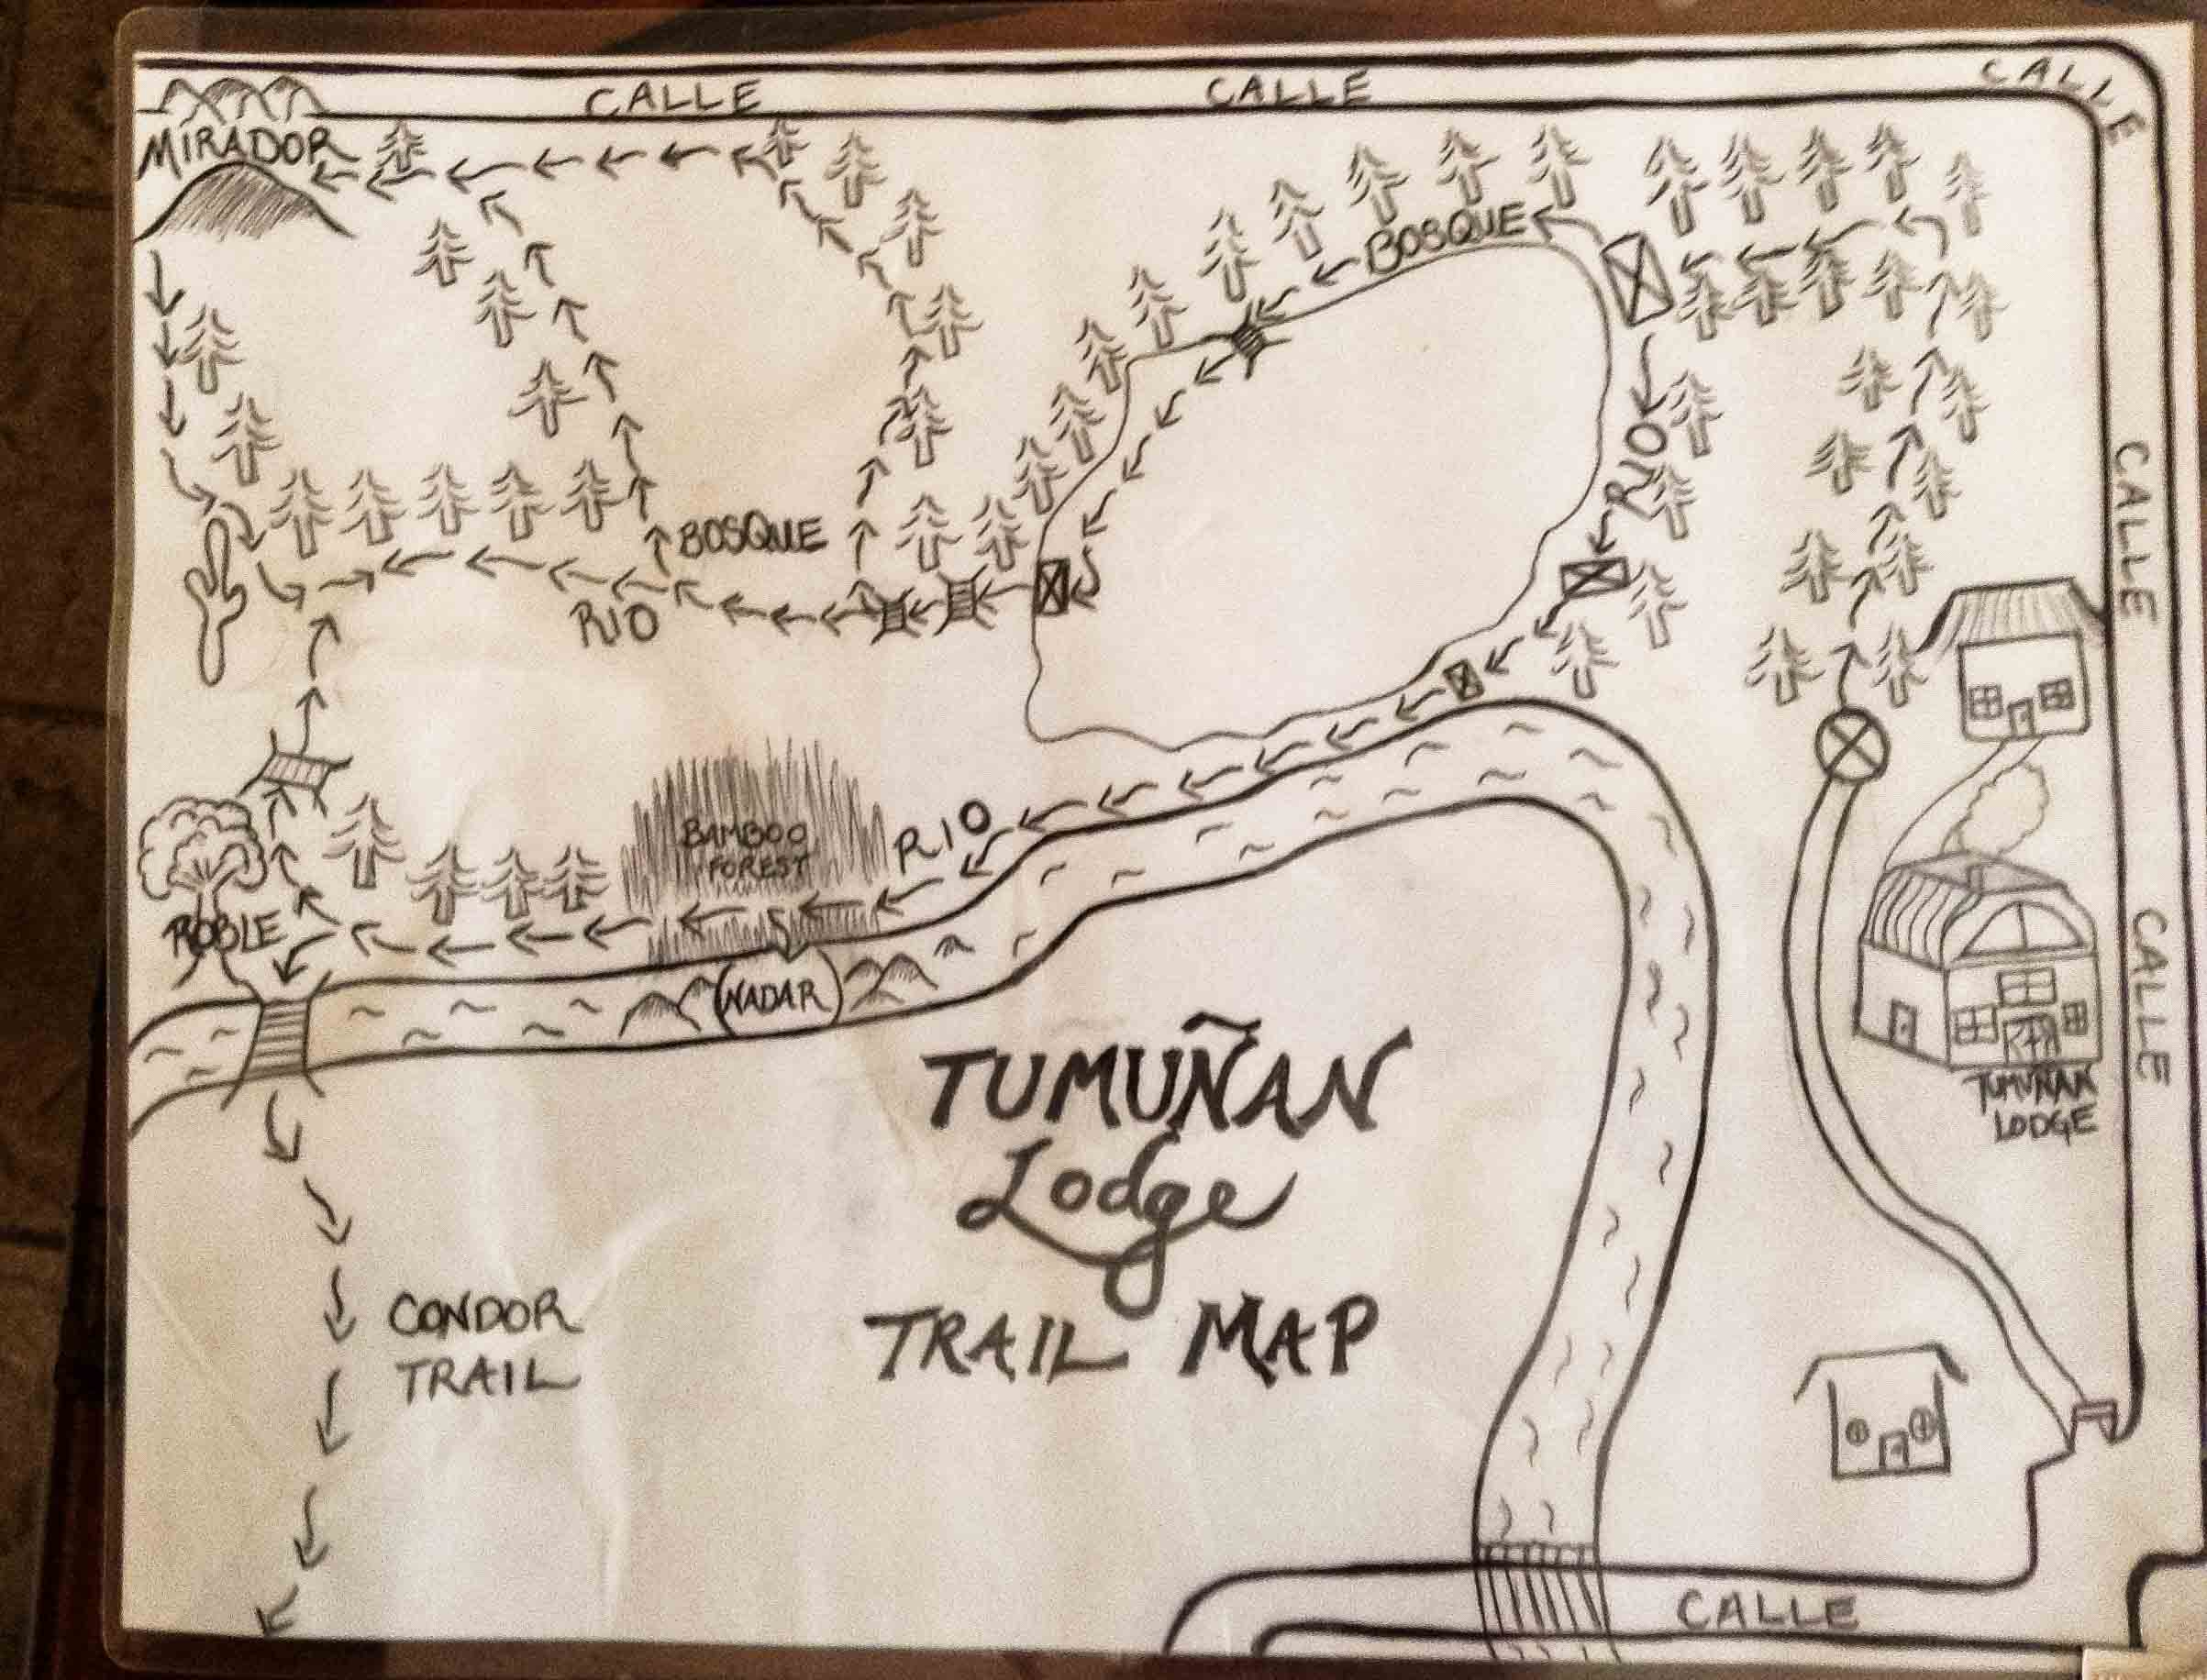 CALLE
CALLE
CALLE
MIRADOR
BOSQUE
RIO
CALLE
BOSQUE
RIO
BAMBOO
FOREST
RIO
ROBLE
NADAR
CALLE
TUMUÑAN
Lodge
TRAIL MAP
TUMUÑAN
LODGE
CONDOR
TRAIL
CALLE